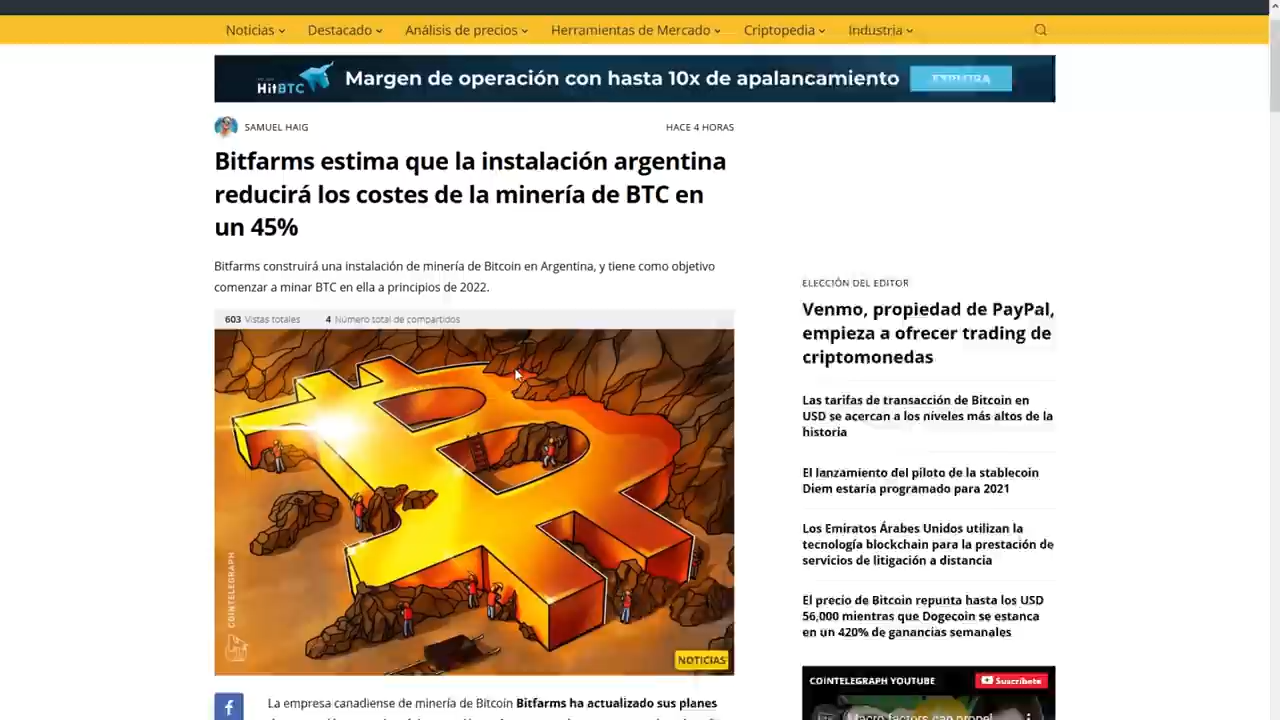 Noticias
Destacado
Análisis de precios
Herramientas de Mercado
Criptopedia
Industria
HitBTC
Margen de operación con hasta 10x de apalancamiento
SAMUEL HAIG
HACE 4 HORAS
Bitfarms estima que la instalación argentina
reducirá los costes de la minería de BTC en
un 45%
Bitfarms construirá una instalación de minería de Bitcoin en Argentina, y tiene como objetivo
comenzar a minar BTC en ella a principios de 2022.
603 Vistas totales
4 Número total de compartidos
COINTELEGRAPH
NOTICIAS
La empresa canadiense de minería de Bitcoin Bitfarms ha actualizado sus planes
ELECCIÓN DEL EDITOR
Venmo, propiedad de PayPal,
empieza a ofrecer trading de
criptomonedas
Las tarifas de transacción de Bitcoin en
USD se acercan a los niveles más altos de la
historia
El lanzamiento del piloto de la stablecoin
Diem estaría programado para 2021
Los Emiratos Árabes Unidos utilizan la
tecnología blockchain para la prestación de
servicios de litigación a distancia
El precio de Bitcoin repunta hasta los USD
56,000 mientras que Dogecoin se estanca
en un 420% de ganancias semanales
COINTELEGRAPH YOUTUBE
Suscríbete
Macro factors can propel